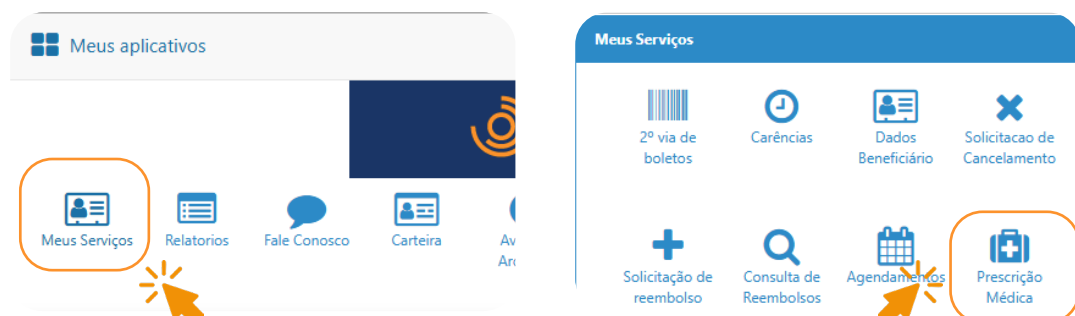 Meus aplicativos
Meus Serviços
Relatorios
Fale Conosco
Carteira
Meus Serviços
2º via de
boletos
Carências
Dados
Beneficiário
Solicitacao de
Cancelamento
Solicitação de
reembolso
Consulta de
Reembolsos
Agendamentos
Prescrição
Médica